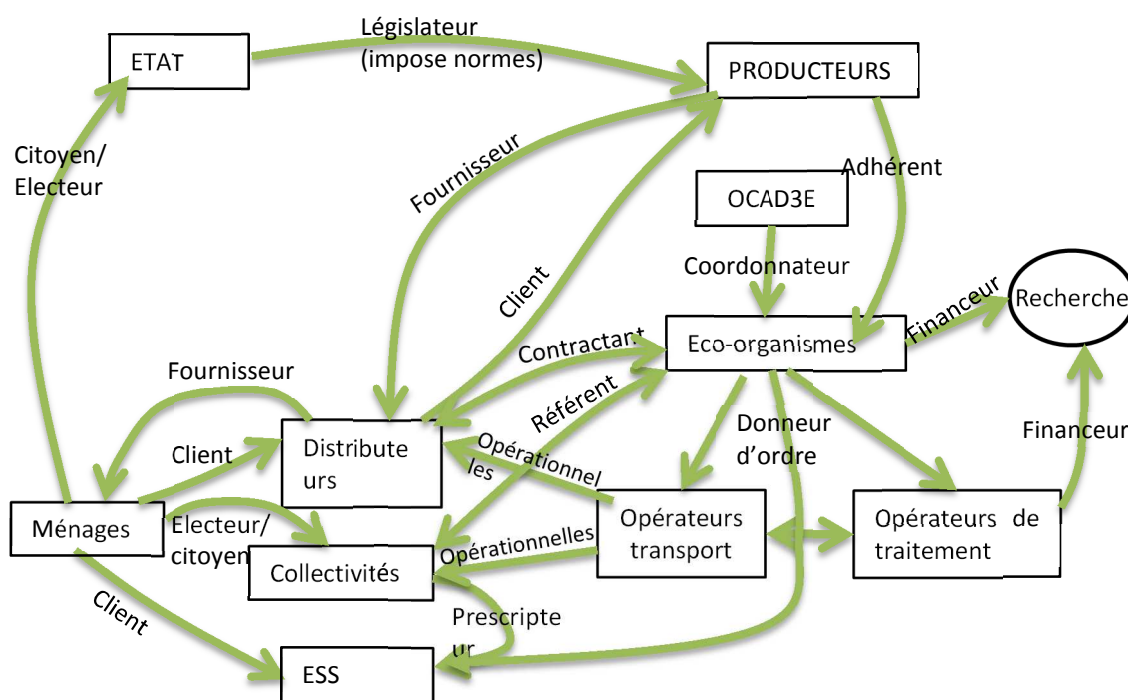 Législateur
(impose normes)
ETAT
PRODUCTEURS
Citoyen/
Electeur
Fournisseur
Adhérent
OCAD3E
Client
Coordonnateur
Financeur
Recherche
Contractant
Eco-organismes
Fournisseur
Référent
Donneur
d'ordre
Financeur
Client
Distribute
urs
Opérationnel
les
Ménages
Electeur/
citoyen
Opérateurs
transport
Opérateurs de
traitement
Opérationnelles
Collectivités
Client
Prescripte
ur
ESS